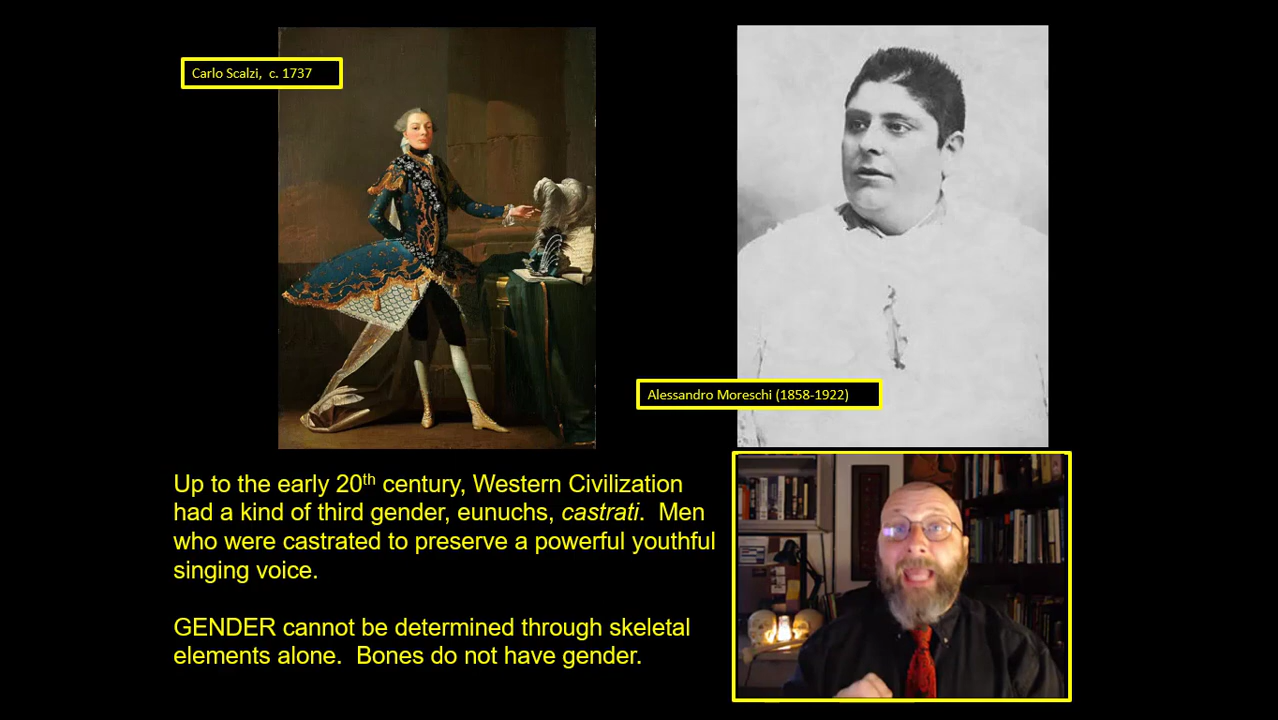 Carlo Scalzi, c. 1737
Alessandro Moreschi (1858-1922)
Up to the early 20th century, Western Civilization
had a kind of third gender, eunuchs, castrati. Men
who were castrated to preserve a powerful youthful
singing voice.
GENDER cannot be determined through skeletal
elements alone. Bones do not have gender.